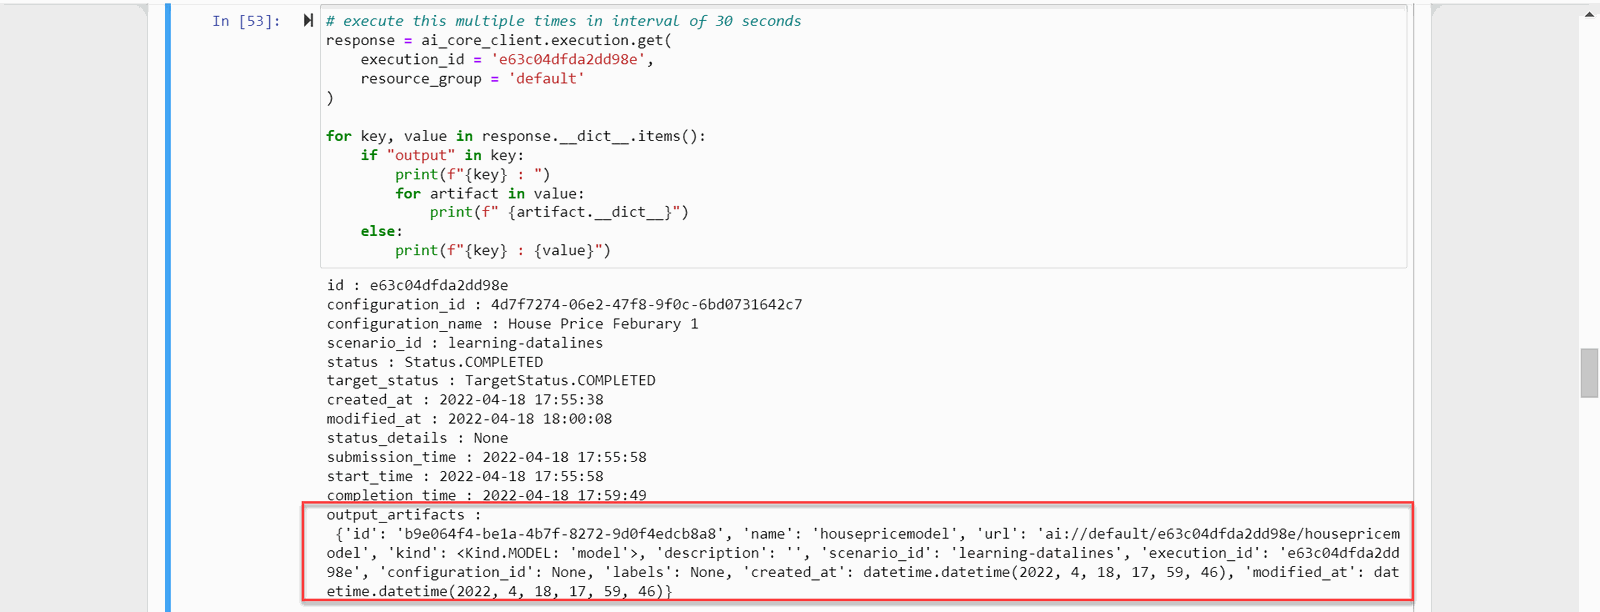 In [53]:
# execute this multiple times in interval of 30 seconds
response = ai_core_client.execution.get(
    execution_id = 'e63c04dfda2dd98e',
    resource_group = 'default'
)

for key, value in response.__dict__.items():
    if "output" in key:
        print(f"{key} : ")
        for artifact in value:
            print(f" {artifact.__dict__}")
    else:
        print(f"{key} : {value}")
id : e63c04dfda2dd98e
configuration_id : 4d7f7274-06e2-47f8-9f0c-6bd0731642c7
configuration_name : House Price Feburary 1
scenario_id : learning-datalines
status : Status.COMPLETED
target_status : TargetStatus.COMPLETED
created_at : 2022-04-18 17:55:38
modified_at : 2022-04-18 18:00:08
status_details : None
submission_time : 2022-04-18 17:55:58
start_time : 2022-04-18 17:55:58
completion_time : 2022-04-18 17:59:49
output_artifacts :
 {'id': 'b9e064f4-be1a-4b7f-8272-9d0f4edcb8a8', 'name': 'housepricemodel', 'url': 'ai://default/e63c04dfda2dd98e/housepricem
odel', 'kind': <Kind.MODEL: 'model'>, 'description': '', 'scenario_id': 'learning-datalines', 'execution_id': 'e63c04dfda2dd
98e', 'configuration_id': None, 'labels': None, 'created_at': datetime.datetime(2022, 4, 18, 17, 59, 46), 'modified_at': dat
etime.datetime(2022, 4, 18, 17, 59, 46)}